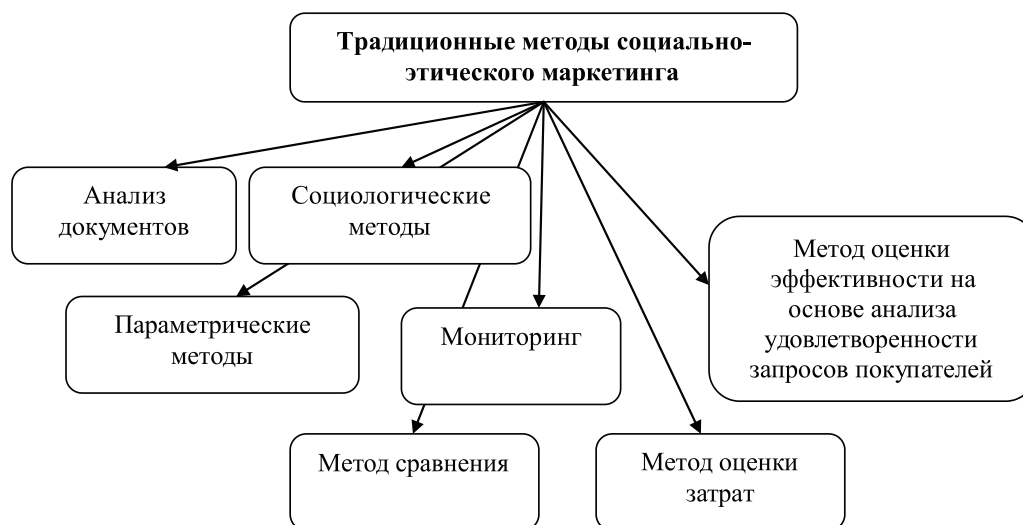 Традиционные методы социально-
этического маркетинга
Анализ
документов
Социологические
методы
Метод оценки
эффективности на
основе анализа
удовлетворенности
запросов покупателей
Параметрические
методы
Мониторинг
Метод сравнения
Метод оценки
затрат